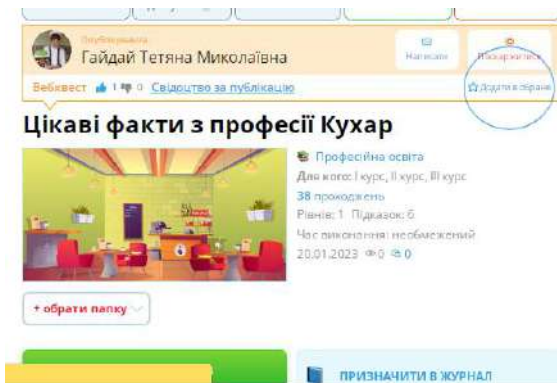 Опублікувала
Гайдай Тетяна Миколаївна
Написати
Поскаржитися
Вебквест 1 0 Свідоцтво за публікацію
Додати в обране
Цікаві факти з професії Кухар
Професійна освіта
Для кого: І курс, ІІ курс, ІІІ курс
38 проходжень
Рівнів: 1 Підказок: 6
Час виконання: необмежений
20.01.2023 0 0
+ обрати папку
ПРИЗНАЧИТИ В ЖУРНАЛ